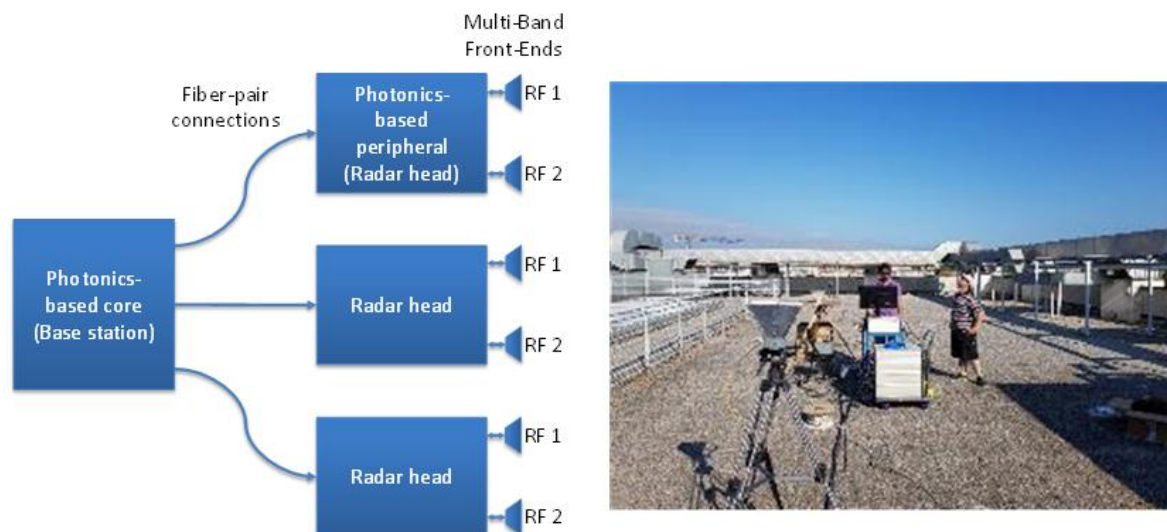 Multi-Band
Front-Ends
Fiber-pair
connections
Photonics-
based
peripheral
(Radar head)
RF 1
RF 2
Photonics-
based core
(Base station)
Radar head
RF 1
RF 2
Radar head
RF 1
RF 2